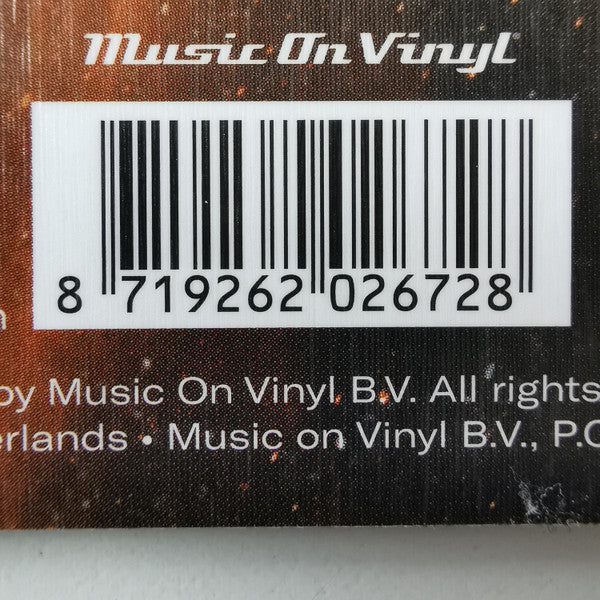 Music On Vinyl
8 719262 026728
by Music On Vinyl B.V. All rights
erlands • Music on Vinyl B.V., P.O